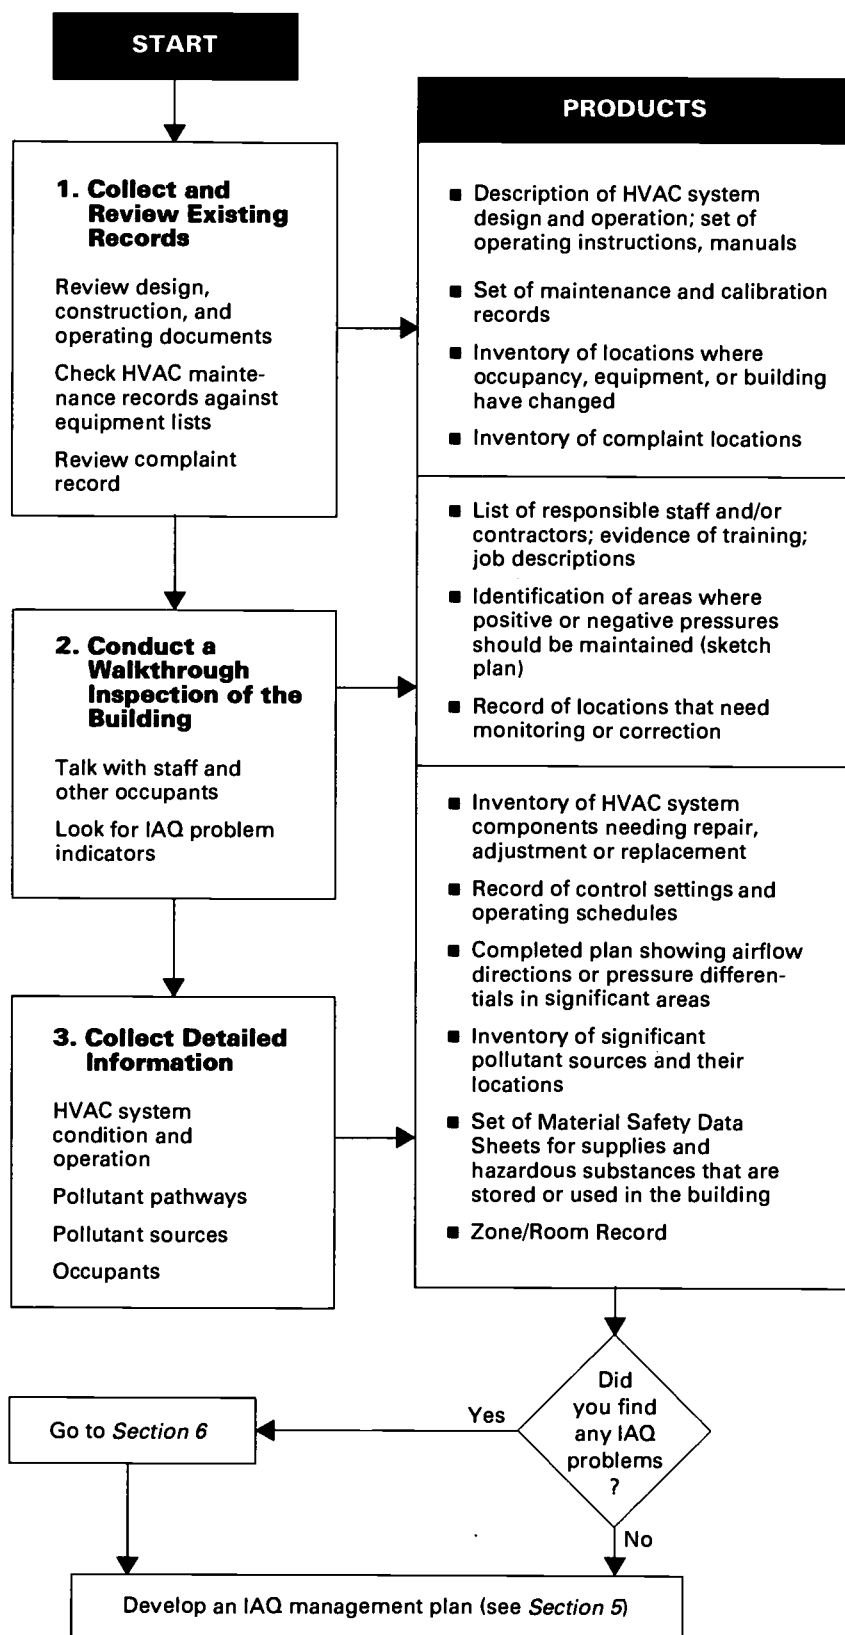 START
1. Collect and
Review Existing
Records
Review design,
construction, and
operating documents
Check HVAC mainte-
nance records against
equipment lists
Review complaint
record
2. Conduct a
Walkthrough
Inspection of the
Building
Talk with staff and
other occupants
Look for IAQ problem
indicators
3. Collect Detailed
Information
HVAC system
condition and
operation
Pollutant pathways
Pollutant sources
Occupants
PRODUCTS
■ Description of HVAC system
design and operation; set of
operating instructions, manuals
■ Set of maintenance and calibration
records
■ Inventory of locations where
occupancy, equipment, or building
have changed
■ Inventory of complaint locations
■ List of responsible staff and/or
contractors; evidence of training;
job descriptions
■ Identification of areas where
positive or negative pressures
should be maintained (sketch
plan)
■ Record of locations that need
monitoring or correction
■ Inventory of HVAC system
components needing repair,
adjustment or replacement
■ Record of control settings and
operating schedules
■ Completed plan showing airflow
directions or pressure differen-
tials in significant areas
■ Inventory of significant
pollutant sources and their
locations
■ Set of Material Safety Data
Sheets for supplies and
hazardous substances that are
stored or used in the building
■ Zone/Room Record
Did
you find
any IAQ
problems
?
Yes
Go to Section 6
No
Develop an IAQ management plan (see Section 5)